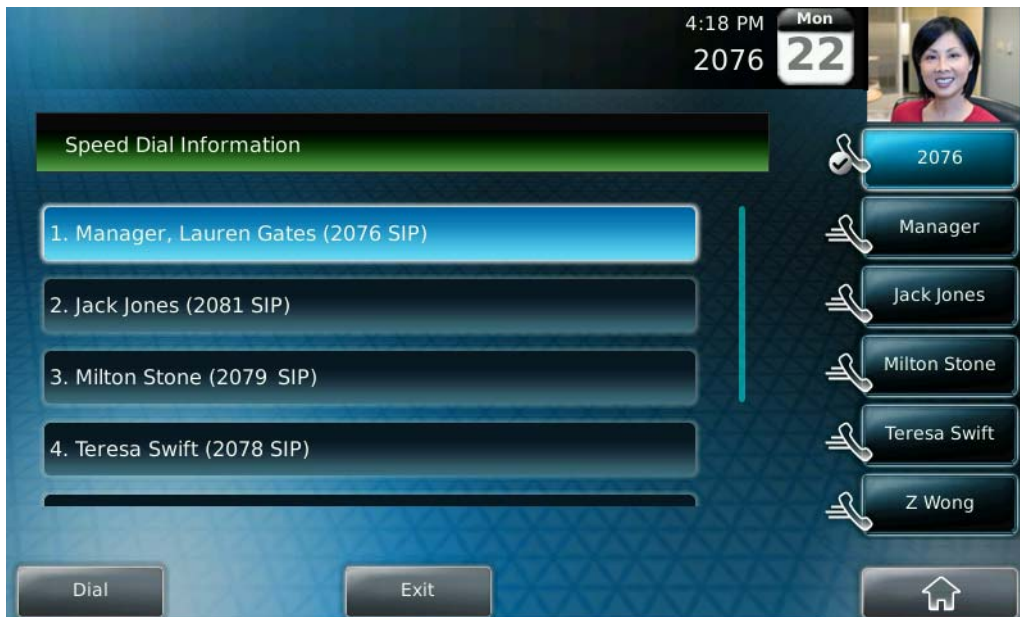 4:18 PM
2076
Mon
22
Speed Dial Information
1. Manager, Lauren Gates (2076 SIP)
2. Jack Jones (2081 SIP)
3. Milton Stone (2079 SIP)
4. Teresa Swift (2078 SIP)
2076
Manager
Jack Jones
Milton Stone
Teresa Swift
Z Wong
Dial
Exit